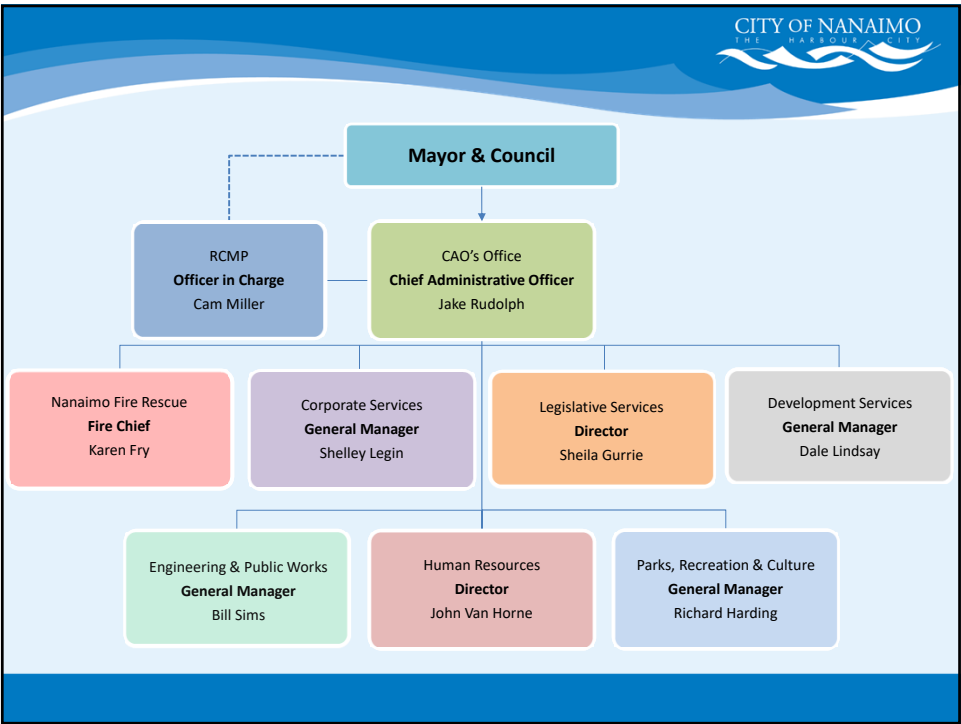 CITY OF NANAIMO
THE HARBOUR CITY
Mayor & Council
RCMP
Officer in Charge
Cam Miller
CAO’s Office
Chief Administrative Officer
Jake Rudolph
Nanaimo Fire Rescue
Fire Chief
Karen Fry
Corporate Services
General Manager
Shelley Legin
Legislative Services
Director
Sheila Gurrie
Development Services
General Manager
Dale Lindsay
Engineering & Public Works
General Manager
Bill Sims
Human Resources
Director
John Van Horne
Parks, Recreation & Culture
General Manager
Richard Harding